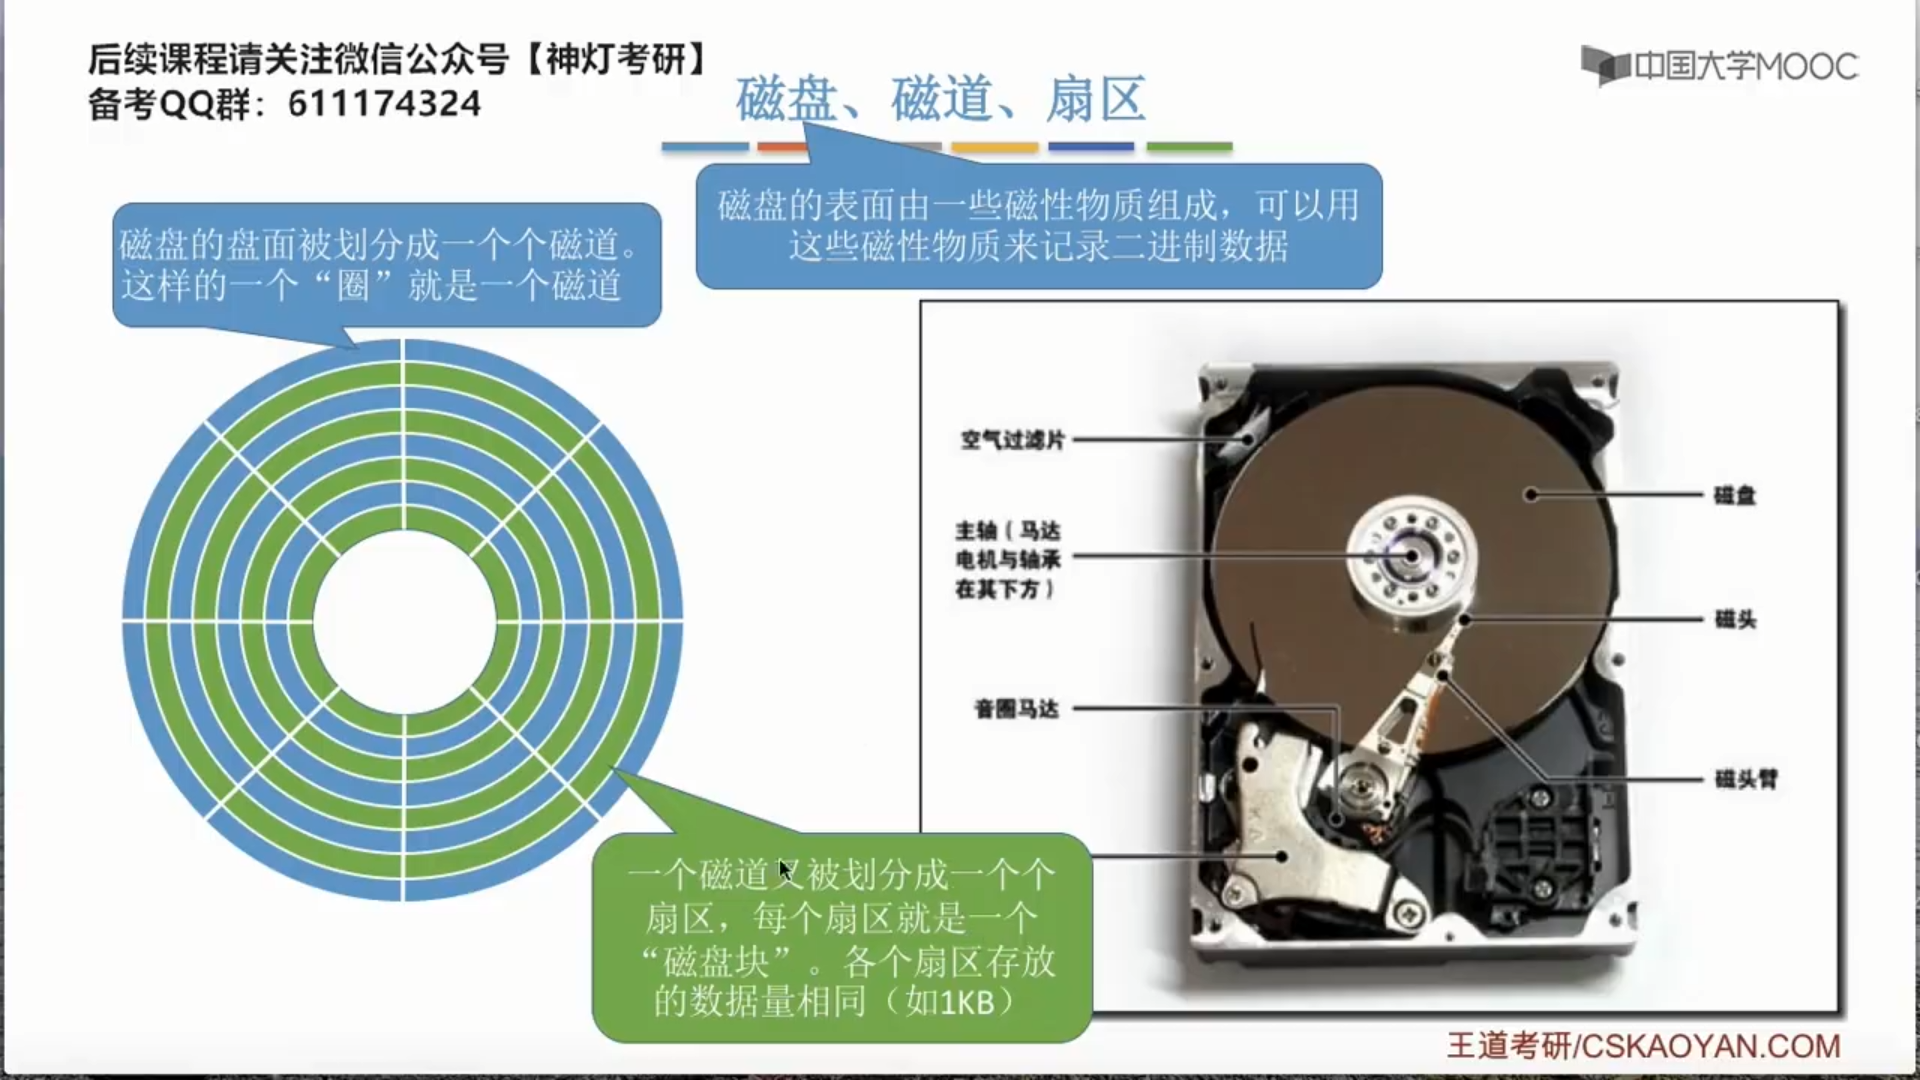 后续课程请关注微信公众号【神灯考研】
备考QQ群：611174324
中国大学MOOC
磁盘、磁道、扇区
磁盘的表面由一些磁性物质组成，可以用
这些磁性物质来记录二进制数据
磁盘的盘面被划分成一个个磁道。
这样的一个“圈”就是一个磁道
空气过滤片
磁盘
主轴（马达
电机与轴承
在其下方）
磁头
音圈马达
磁头臂
一个磁道又被划分成一个个
扇区，每个扇区就是一个
“磁盘块”。各个扇区存放
的数据量相同（如1KB）
王道考研/CSKAOYAN.COM